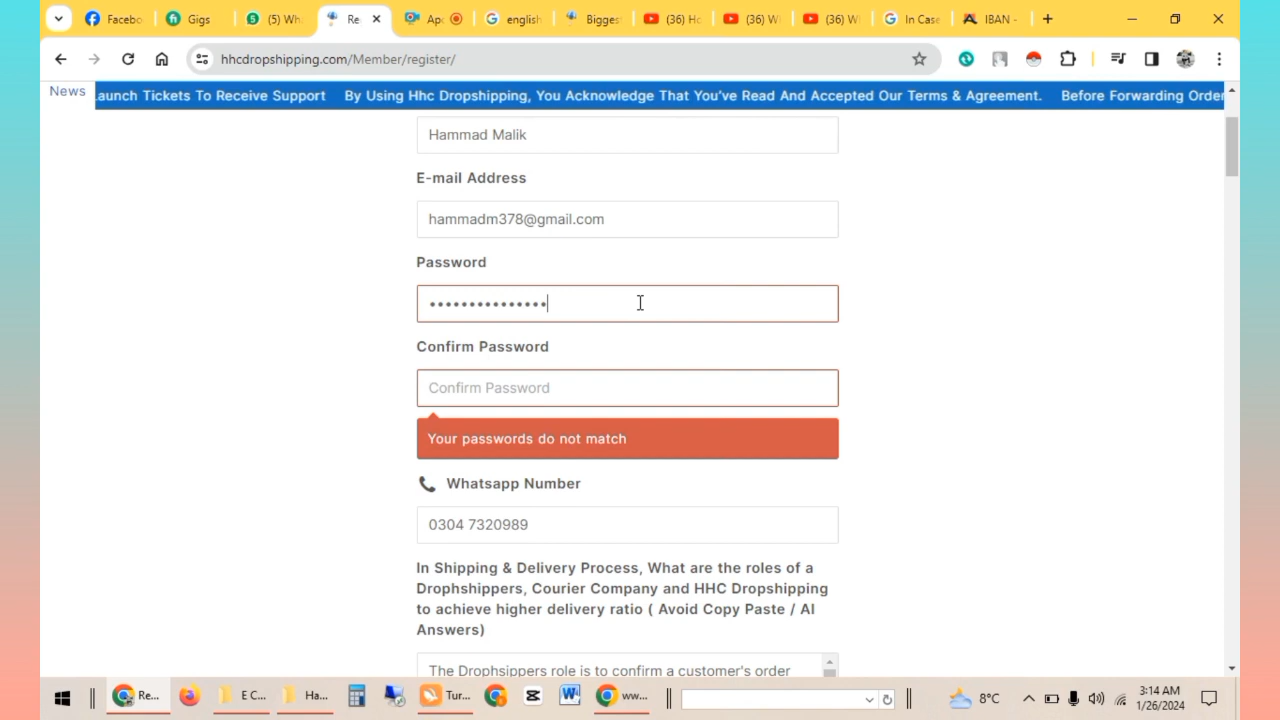 Facebo
Gigs
(5) Wh
Re
Ap
english
Bigges
(36) Ho
(36) W
(36) W
In Case
IBAN -
hhcdropshipping.com/Member/register/
News
aunch Tickets To Receive Support By Using Hhc Dropshipping, You Acknowledge That You've Read And Accepted Our Terms & Agreement. Before Forwarding Order
Hammad Malik
E-mail Address
hammadm378@gmail.com
Password
Confirm Password
Confirm Password
Your passwords do not match
Whatsapp Number
0304 7320989
In Shipping & Delivery Process, What are the roles of a
Drophshippers, Courier Company and HHC Dropshipping
to achieve higher delivery ratio ( Avoid Copy Paste / AI
Answers)
The Drophsippers role is to confirm a customer's order
Re...
E C...
Ha...
Tur...
ww...
8°C
3:14 AM
1/26/2024